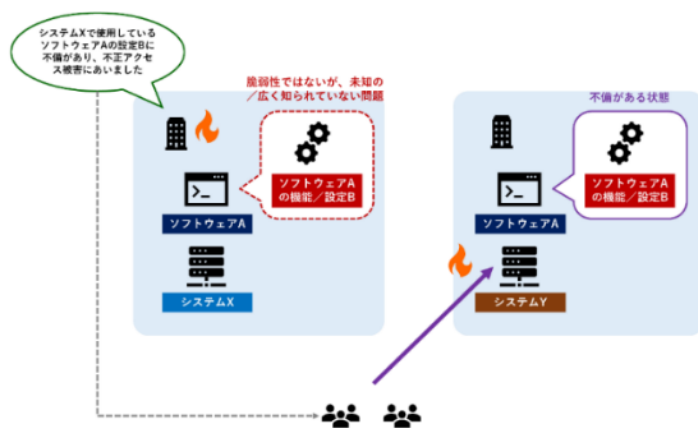 システムXで使用している
ソフトウェアAの設定Bに
不備があり、不正アクセ
ス被害にあいました
脆弱性ではないが、未知の
／広く知られていない問題
ソフトウェアA
の機能／設定B
ソフトウェアA
システムX
不備がある状態
ソフトウェアA
の機能／設定B
ソフトウェアA
システムY